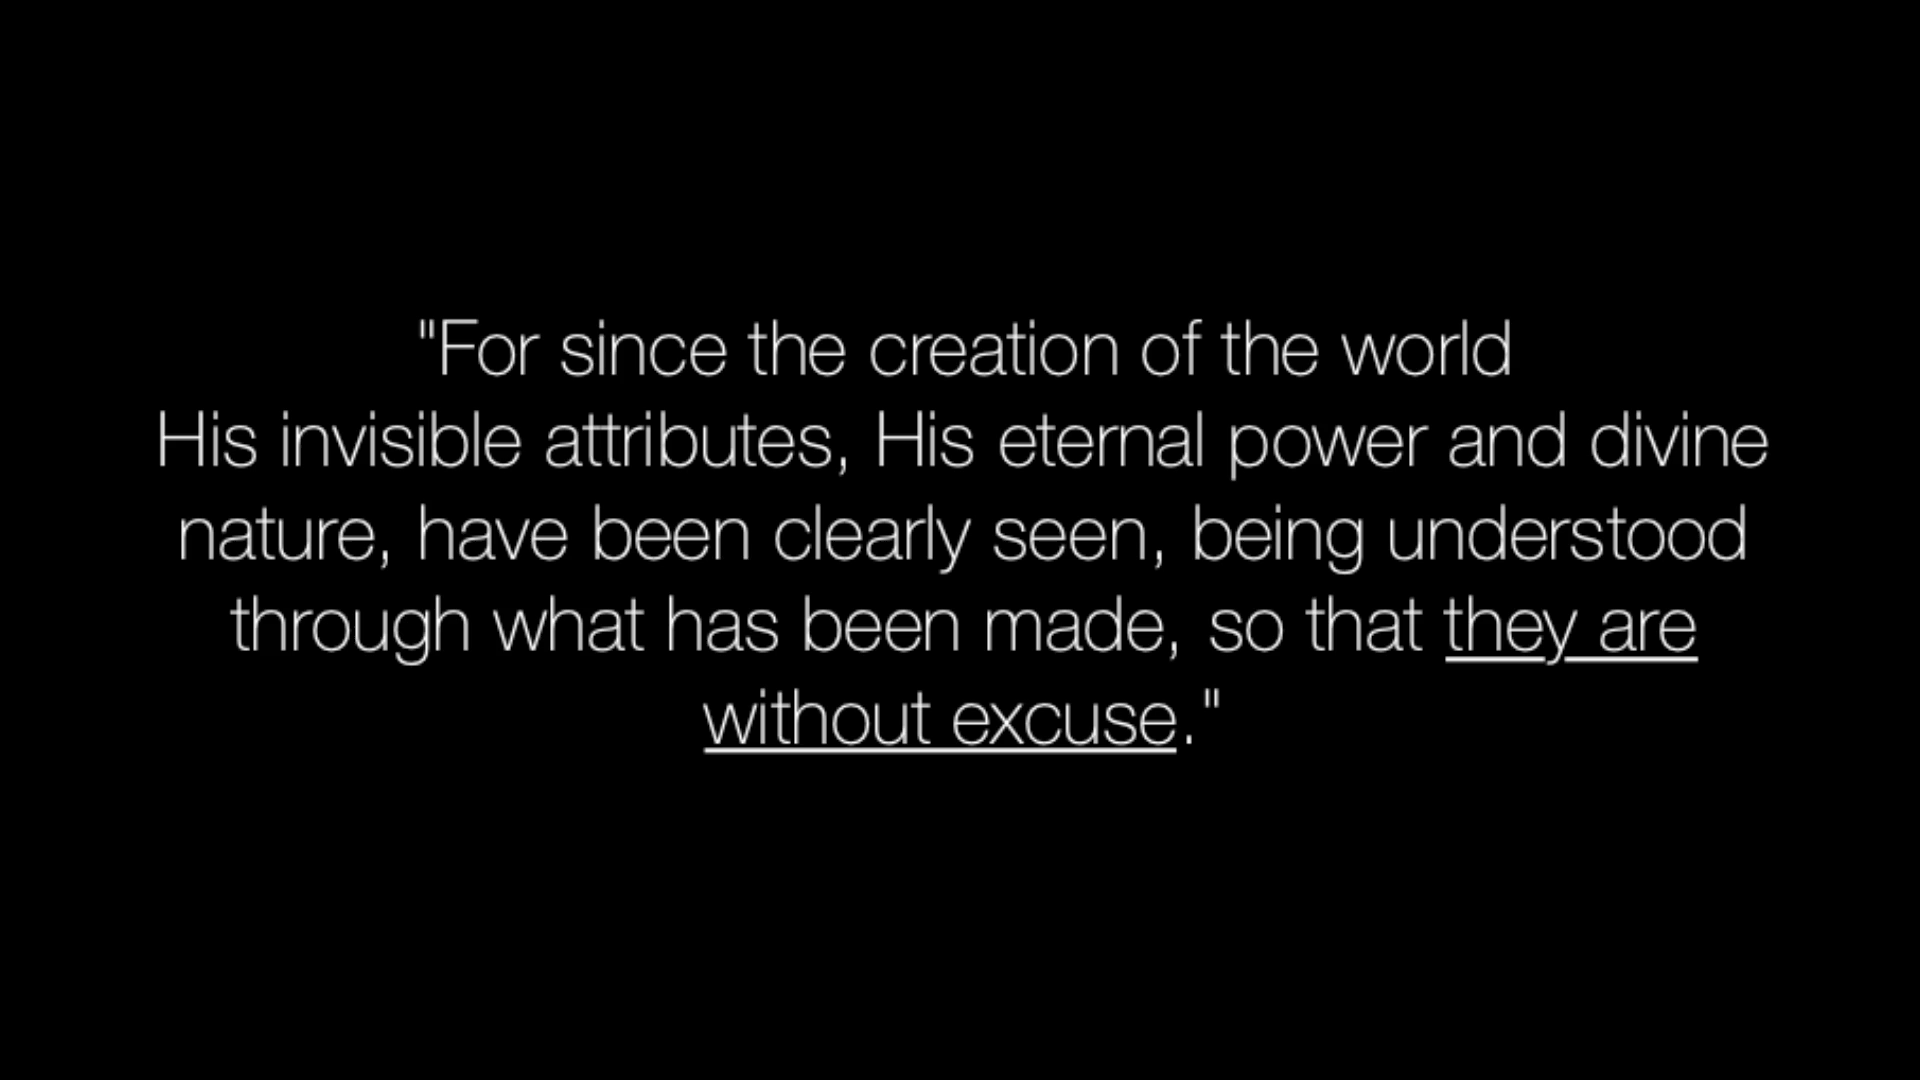 "For since the creation of the world
His invisible attributes, His eternal power and divine
nature, have been clearly seen, being understood
through what has been made, so that they are
without excuse."